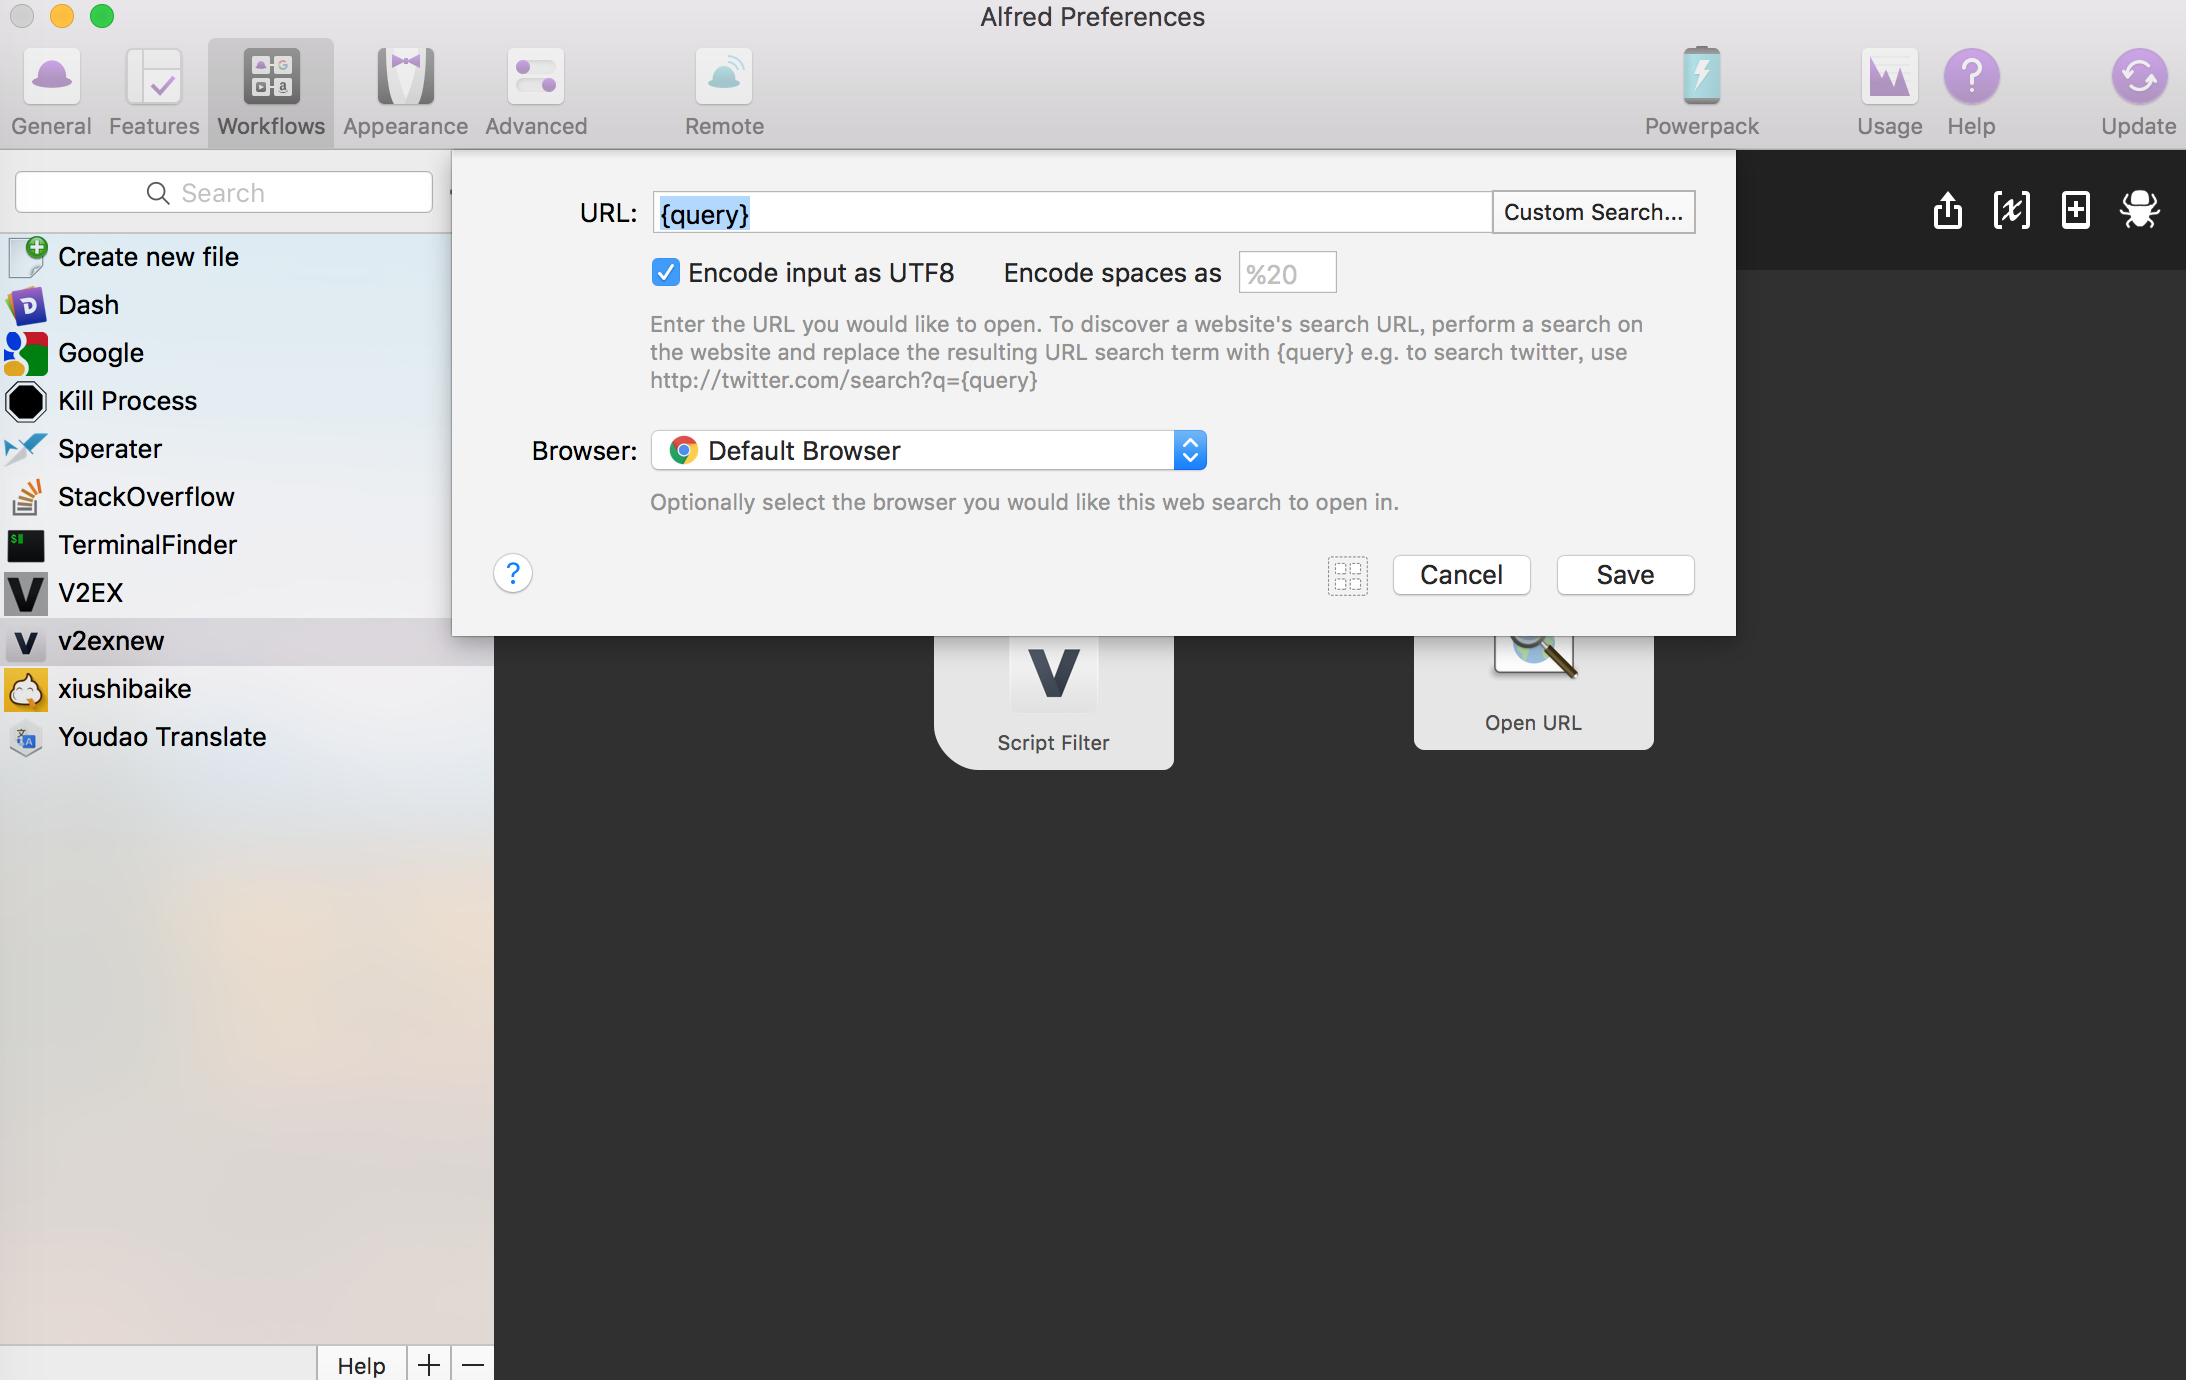 Alfred Preferences
General
Features
Workflows
Appearance
Advanced
Remote
Powerpack
Usage
Help
Update
Search
Create new file
Dash
Google
Kill Process
Sperater
StackOverflow
TerminalFinder
V2EX
v2exnew
xiushibaike
Youdao Translate
Help
URL: {query} Custom Search...
Encode input as UTF8 Encode spaces as %20
Enter the URL you would like to open. To discover a website's search URL, perform a search on
the website and replace the resulting URL search term with {query} e.g. to search twitter, use
http://twitter.com/search?q={query}
Browser: Default Browser
Optionally select the browser you would like this web search to open in.
? Cancel Save
Script Filter
Open URL